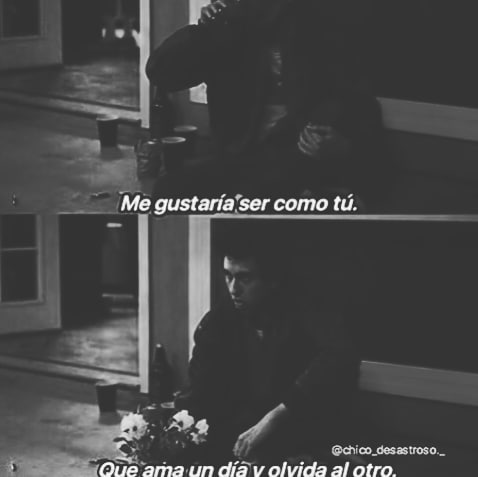 Me gustaría ser como tú.
@chico_desastroso._
Que ama un día y olvida al otro.